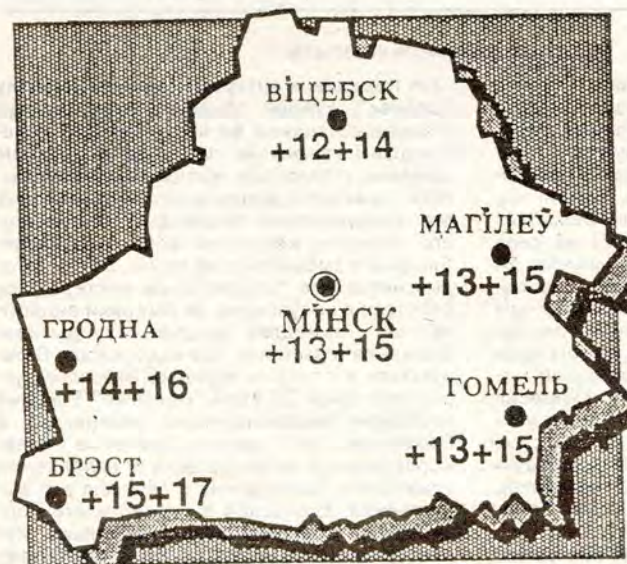 ВІЦЕБСК
+12+14
МАГІЛЕЎ
+13+15
МІНСК
+13+15
ГРОДНА
+14+16
ГОМЕЛЬ
+13+15
БРЭСТ
+15+17